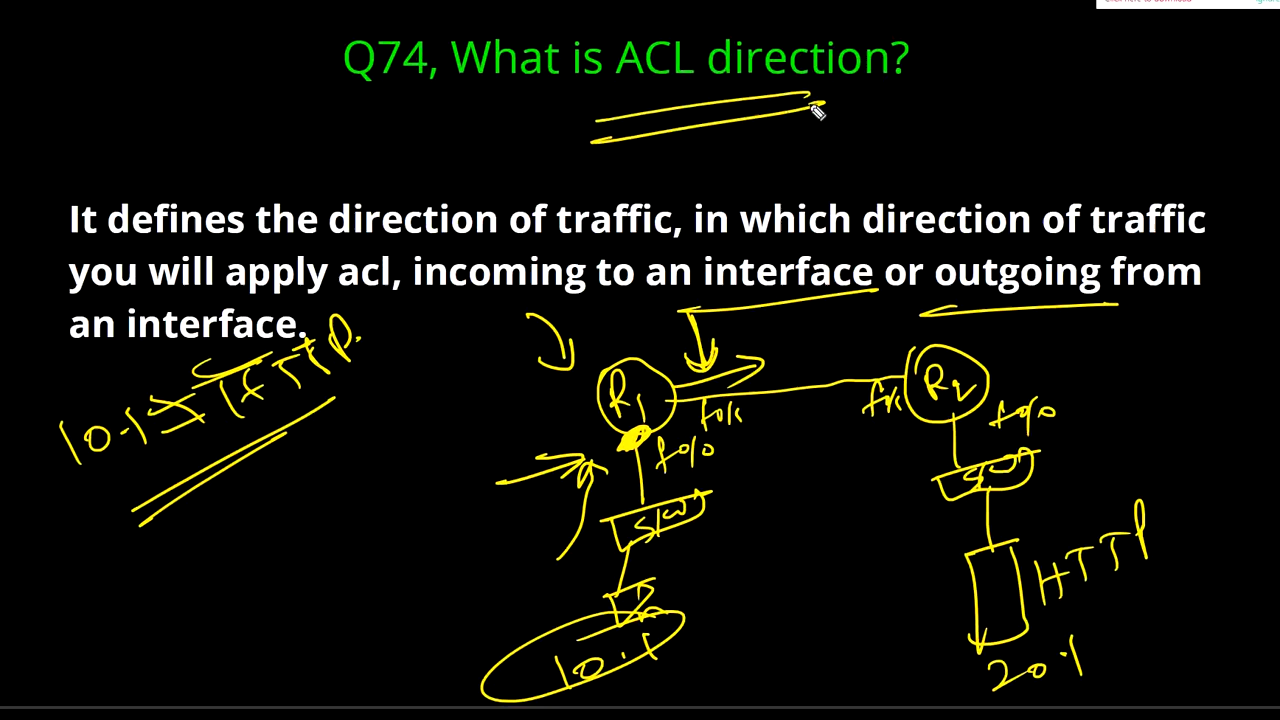 Q74, What is ACL direction?
It defines the direction of traffic, in which direction of traffic
you will apply acl, incoming to an interface or outgoing from
an interface.
10.1 HTTP.
R1
f0/1
f0/0
SW
10.1
R2
f0/0
SW
HTTP
20.1